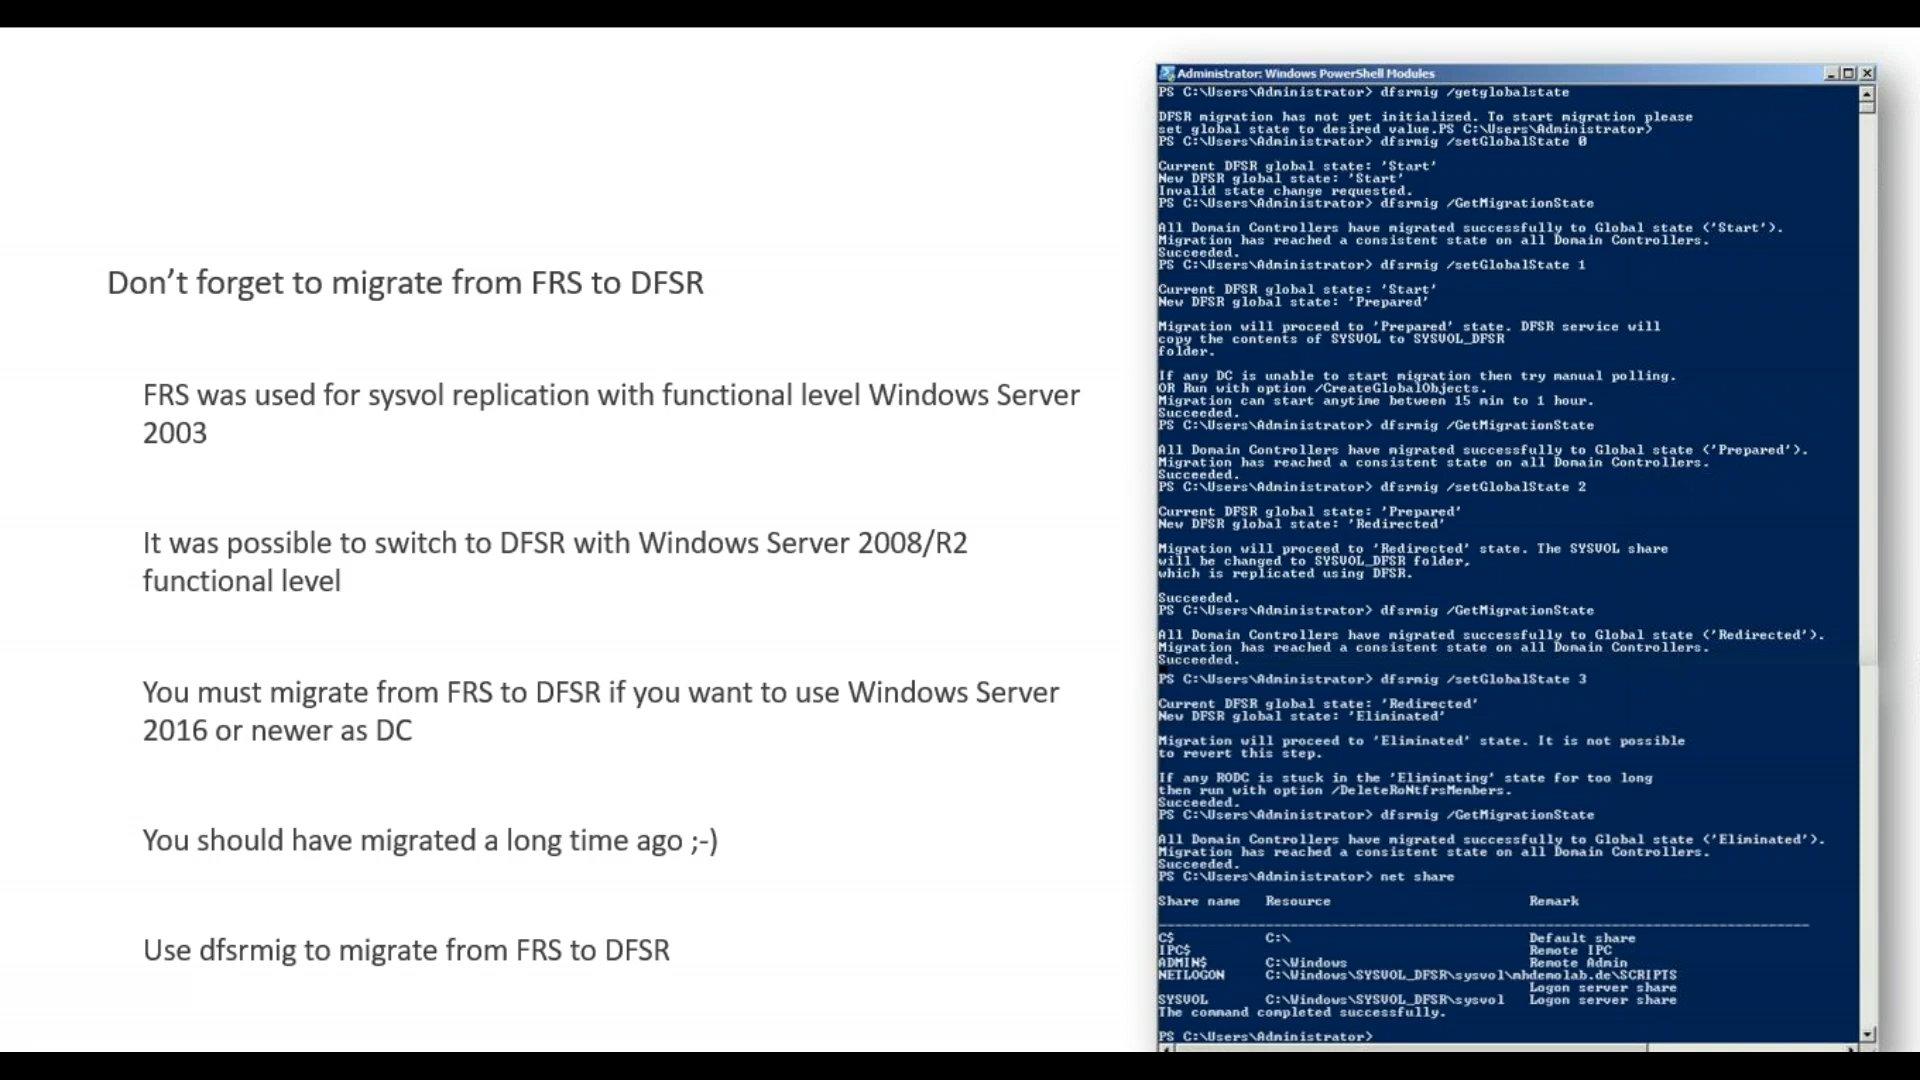 Don’t forget to migrate from FRS to DFSR
FRS was used for sysvol replication with functional level Windows Server
2003
It was possible to switch to DFSR with Windows Server 2008/R2
functional level
You must migrate from FRS to DFSR if you want to use Windows Server
2016 or newer as DC
You should have migrated a long time ago ;-)
Use dfsrmig to migrate from FRS to DFSR
Administrator: Windows PowerShell Modules
PS C:\Users\Administrator> dfsrmig /getglobalstate
DFSR migration has not yet initialized. To start migration please
set global state to desired value.PS C:\Users\Administrator>
PS C:\Users\Administrator> dfsrmig /setGlobalState 0
Current DFSR global state: 'Start'
New DFSR global state: 'Start'
Invalid state change requested.
PS C:\Users\Administrator> dfsrmig /GetMigrationState
All Domain Controllers have migrated successfully to Global state ('Start').
Migration has reached a consistent state on all Domain Controllers.
Succeeded.
PS C:\Users\Administrator> dfsrmig /setGlobalState 1
Current DFSR global state: 'Start'
New DFSR global state: 'Prepared'
Migration will proceed to 'Prepared' state. DFSR service will
copy the contents of SYSVOL to SYSVOL_DFSR
folder.
If any DC is unable to start migration then try manual polling.
OR Run with option /CreateGlobalObjects.
Migration can start anytime between 15 min to 1 hour.
Succeeded.
PS C:\Users\Administrator> dfsrmig /GetMigrationState
All Domain Controllers have migrated successfully to Global state ('Prepared').
Migration has reached a consistent state on all Domain Controllers.
Succeeded.
PS C:\Users\Administrator> dfsrmig /setGlobalState 2
Current DFSR global state: 'Prepared'
New DFSR global state: 'Redirected'
Migration will proceed to 'Redirected' state. The SYSVOL share
will be changed to SYSVOL_DFSR folder,
which is replicated using DFSR.
Succeeded.
PS C:\Users\Administrator> dfsrmig /GetMigrationState
All Domain Controllers have migrated successfully to Global state ('Redirected').
Migration has reached a consistent state on all Domain Controllers.
Succeeded.
PS C:\Users\Administrator> dfsrmig /setGlobalState 3
Current DFSR global state: 'Redirected'
New DFSR global state: 'Eliminated'
Migration will proceed to 'Eliminated' state. It is not possible
to revert this step.
If any RODC is stuck in the 'Eliminating' state for too long
then run with option /DeleteRoNtfrsMembers.
Succeeded.
PS C:\Users\Administrator> dfsrmig /GetMigrationState
All Domain Controllers have migrated successfully to Global state ('Eliminated').
Migration has reached a consistent state on all Domain Controllers.
Succeeded.
PS C:\Users\Administrator> net share
Share name Resource Remark
C$ C:\ Default share
IPC$ Remote IPC
ADMIN$ C:\Windows Remote Admin
NETLOGON C:\Windows\SYSVOL_DFSR\sysvol\mhdemolab.de\SCRIPTS
Logon server share
SYSVOL C:\Windows\SYSVOL_DFSR\sysvol Logon server share
The command completed successfully.
PS C:\Users\Administrator>